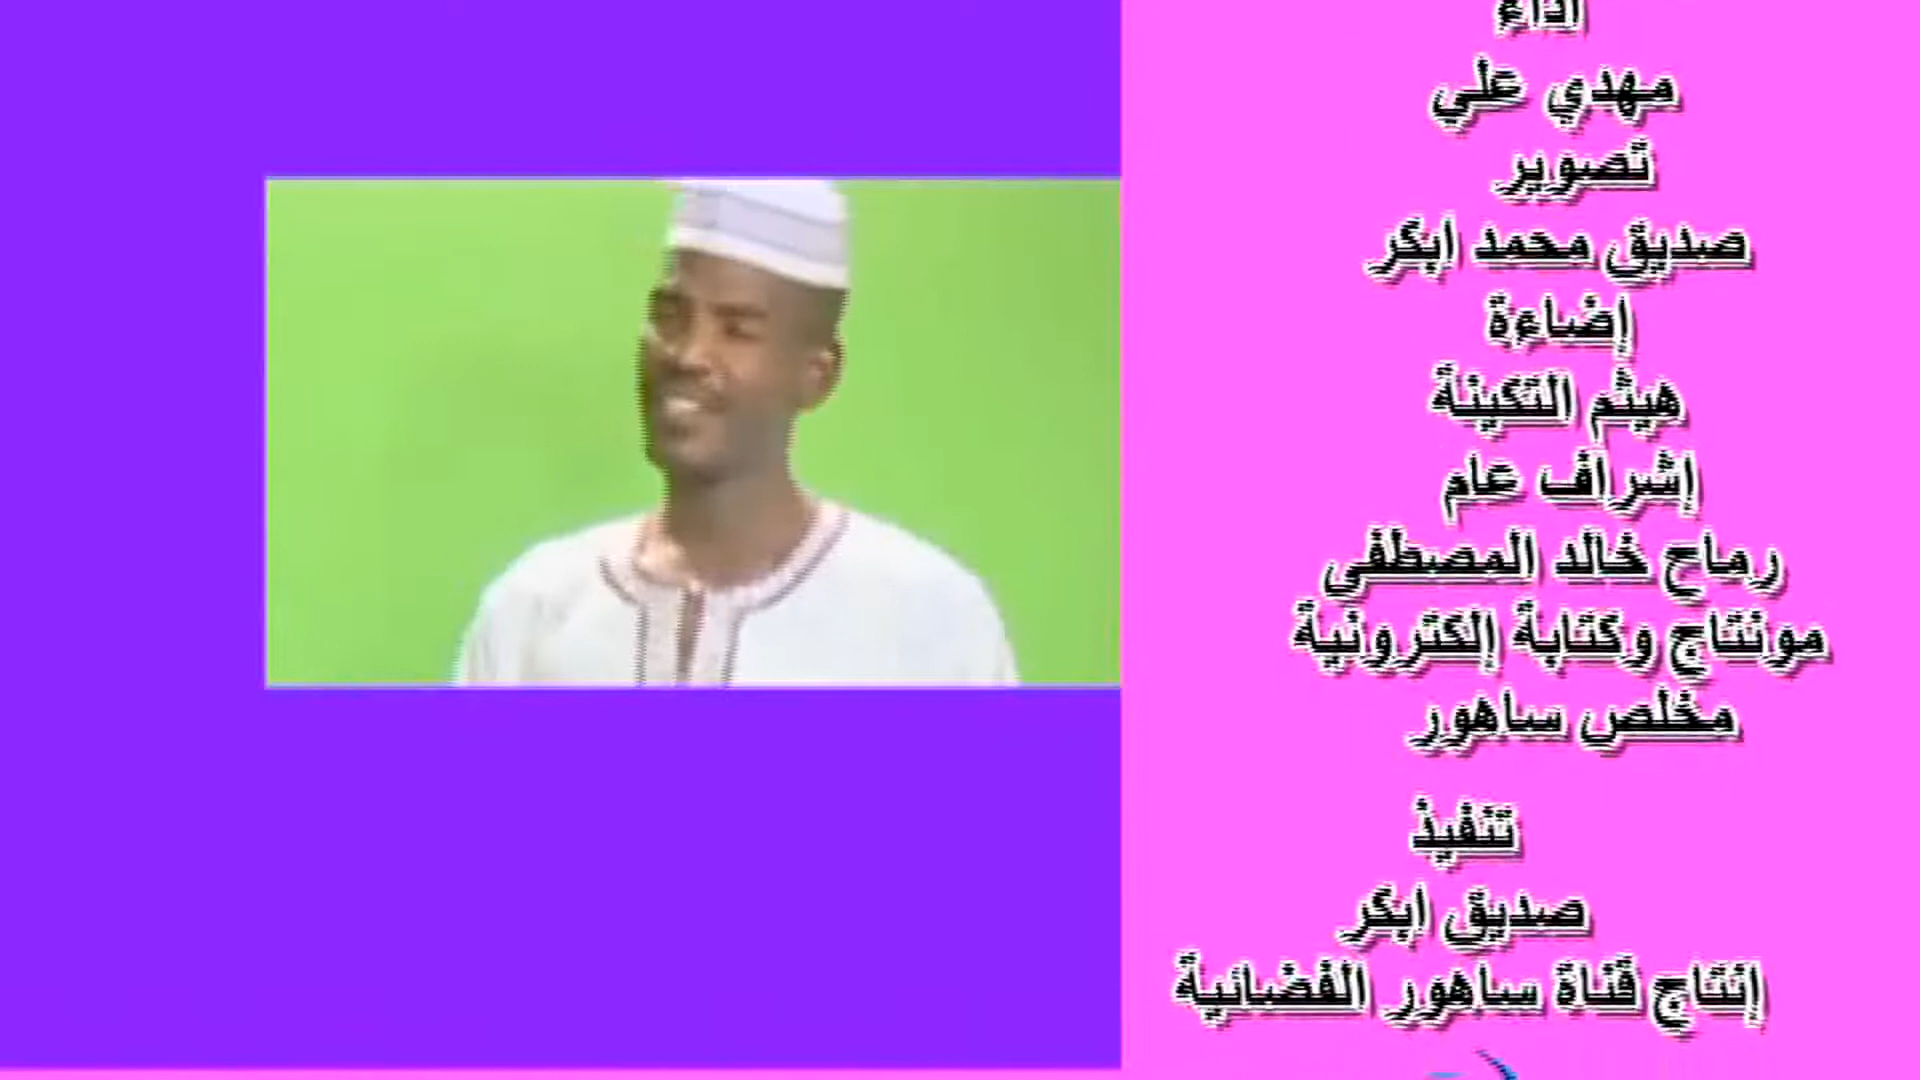 اداء
مهدي علي
تصوير
صديق محمد ابكر
إضاءة
هيثم التكينة
إشراف عام
رماح خالد المصطفى
مونتاج وكتابة إلكترونية
مخلص ساهور
تنفيذ
صديق ابكر
إنتاج قناة ساهور الفضائية